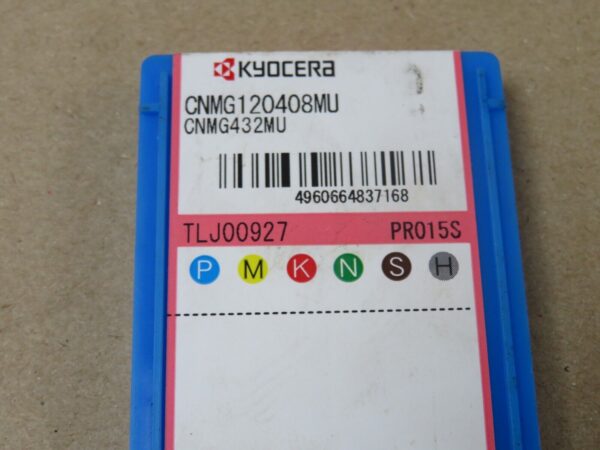 KYOCERA
CNMG120408MU
CNMG432MU
4960664837168
TLJ00927 PR015S
P M K N S H